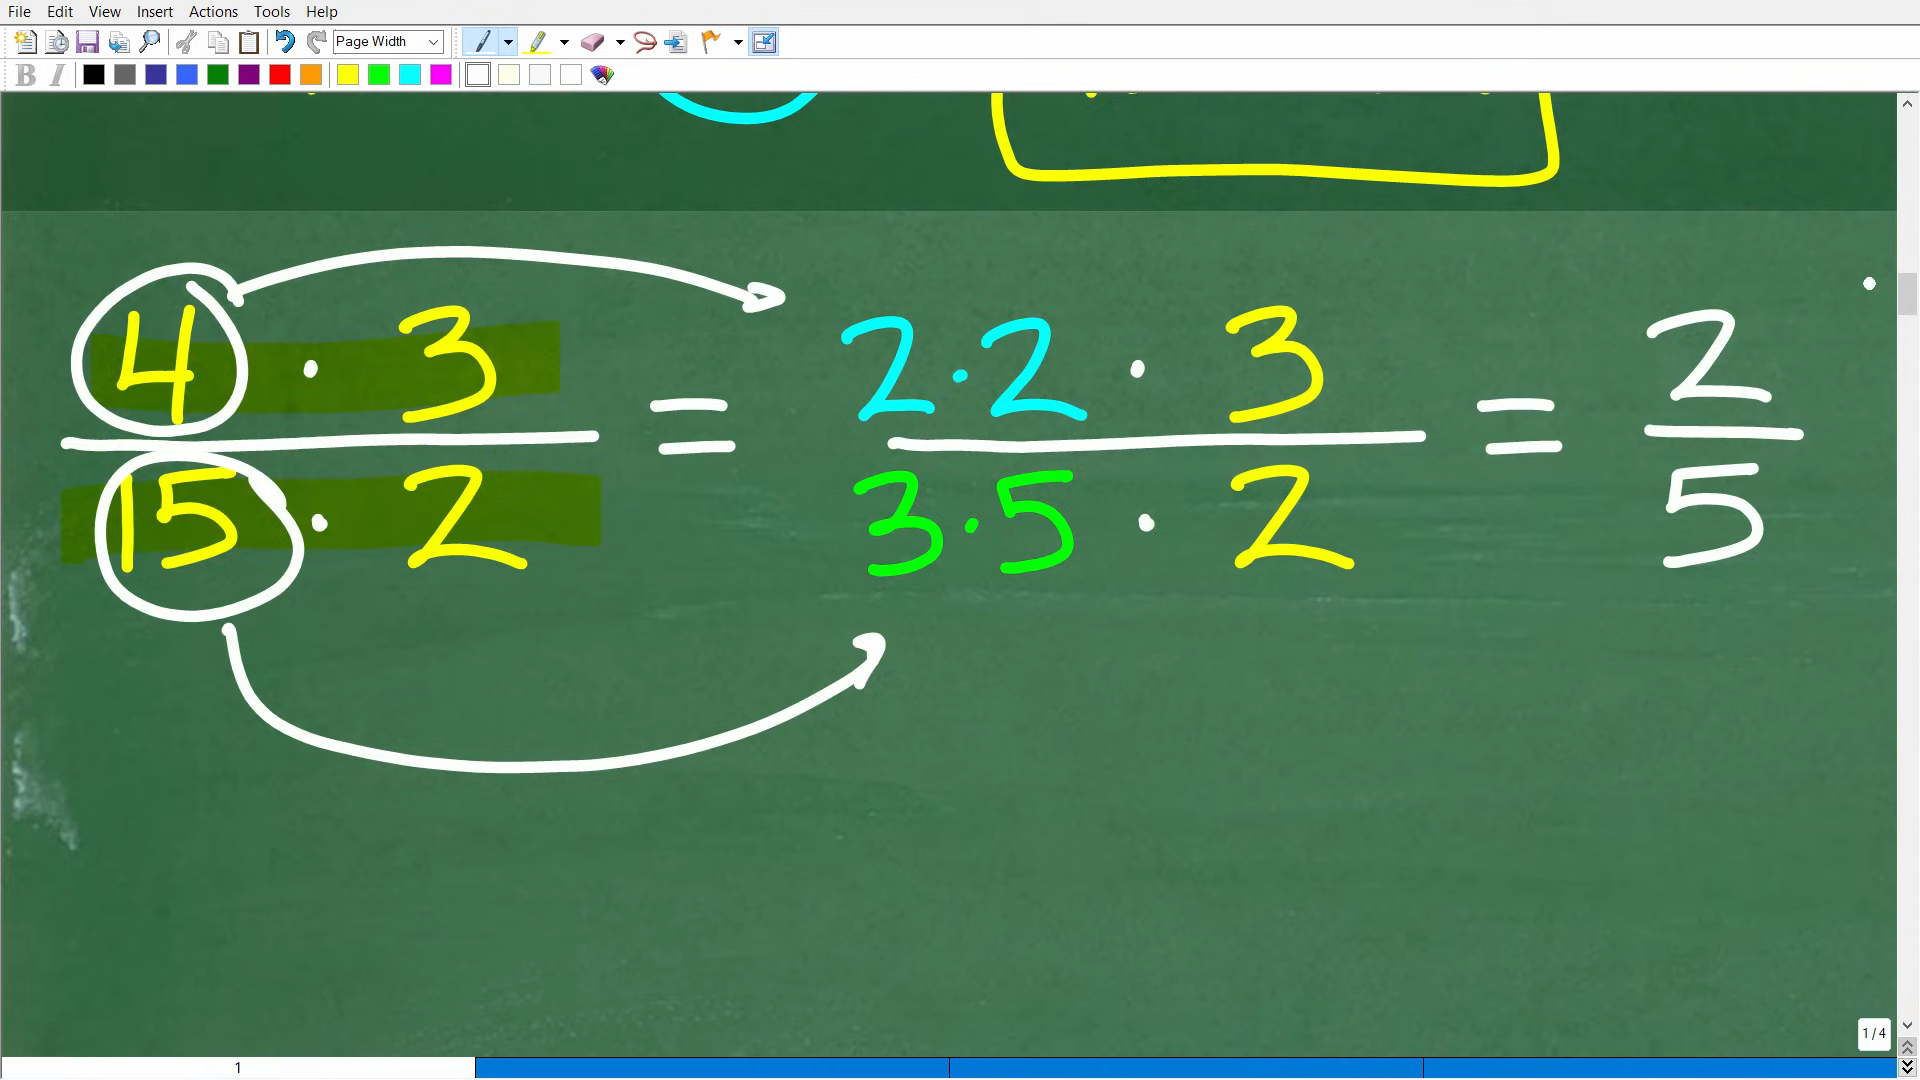 File Edit View Insert Actions Tools Help
Page Width
B I
4 · 3 = 2·2 · 3 = 2
15 · 2 3·5 · 2 5
1/4
1